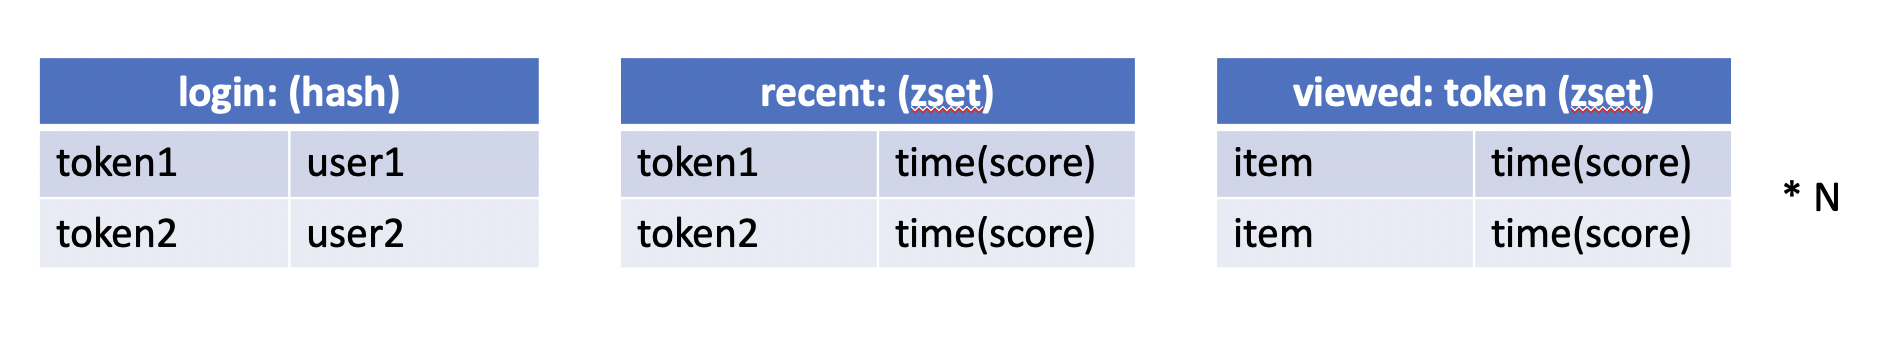 login: (hash)
token1 user1
token2 user2
recent: (zset)
token1 time(score)
token2 time(score)
viewed: token (zset)
item time(score)
item time(score)
* N